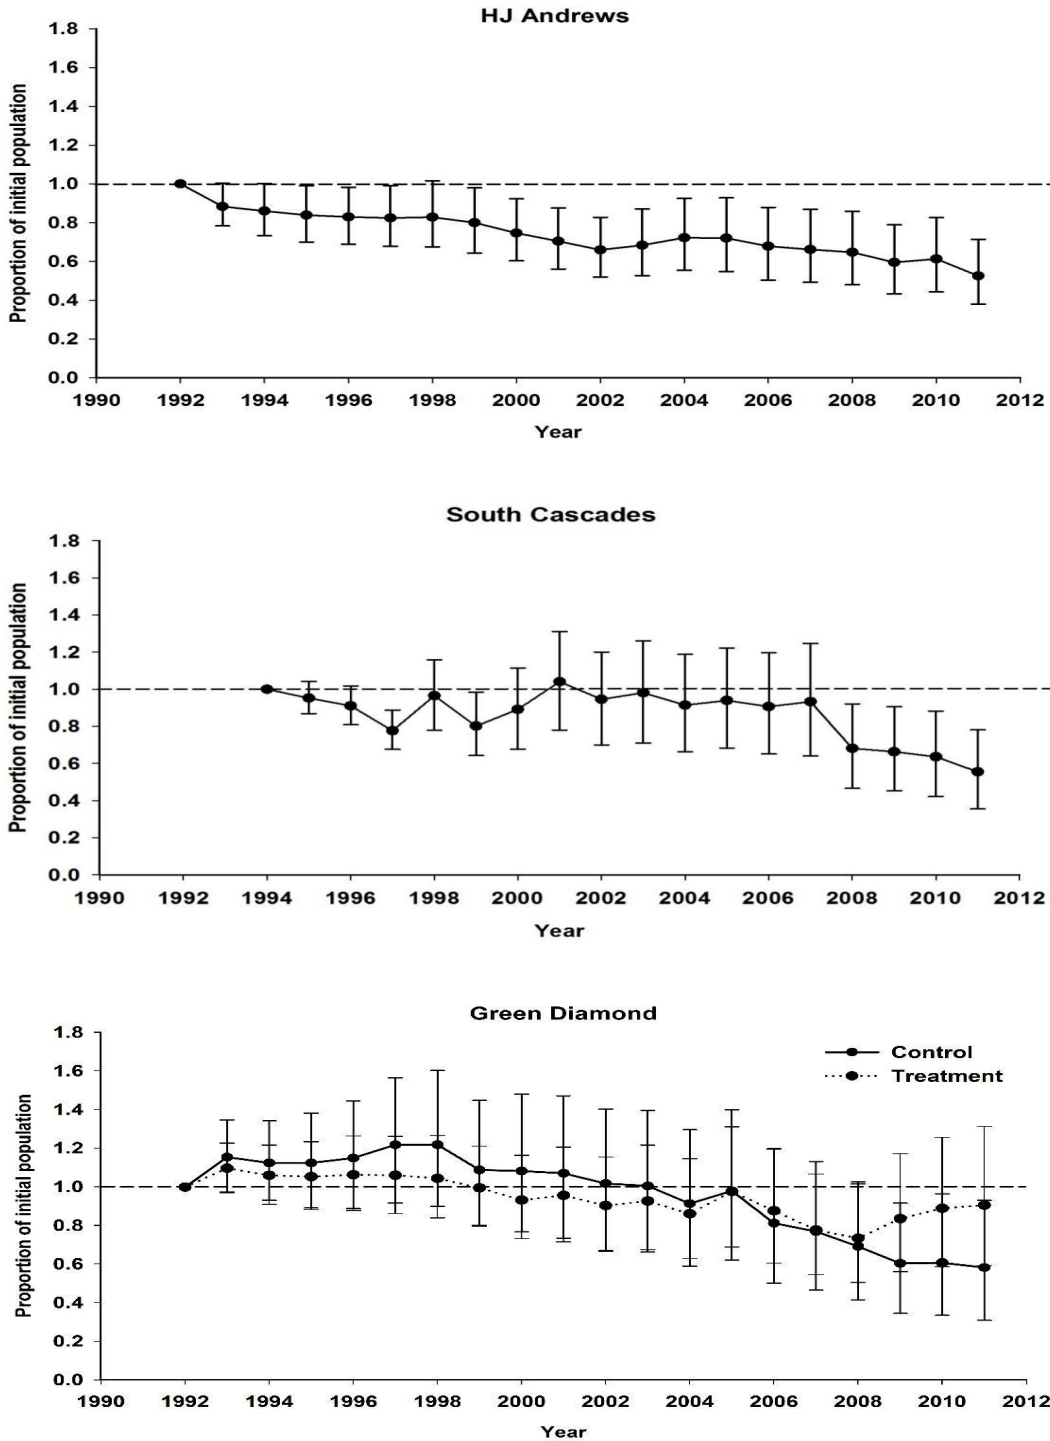 HJ Andrews
1.8
1.6
1.4
1.2
1.0
0.8
0.6
0.4
0.2
0.0
Proportion of initial population
1990 1992 1994 1996 1998 2000 2002 2004 2006 2008 2010 2012
Year
South Cascades
1.8
1.6
1.4
1.2
1.0
0.8
0.6
0.4
0.2
0.0
Proportion of initial population
1990 1992 1994 1996 1998 2000 2002 2004 2006 2008 2010 2012
Year
Green Diamond
1.8
1.6
1.4
1.2
1.0
0.8
0.6
0.4
0.2
0.0
Proportion of initial population
Control
Treatment
1990 1992 1994 1996 1998 2000 2002 2004 2006 2008 2010 2012
Year